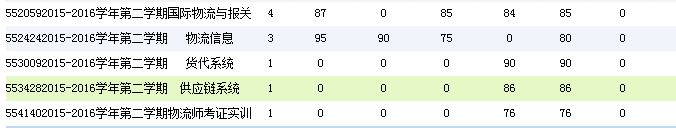 5520592015-2016学年第二学期国际物流与报关 4 87 0 85 84 85 0
5524242015-2016学年第二学期 物流信息 3 95 90 75 0 80 0
5530092015-2016学年第二学期 货代系统 1 0 0 0 90 90 0
5534282015-2016学年第二学期 供应链系统 1 0 0 0 86 86 0
5541402015-2016学年第二学期物流师考证实训 1 0 0 0 76 76 0